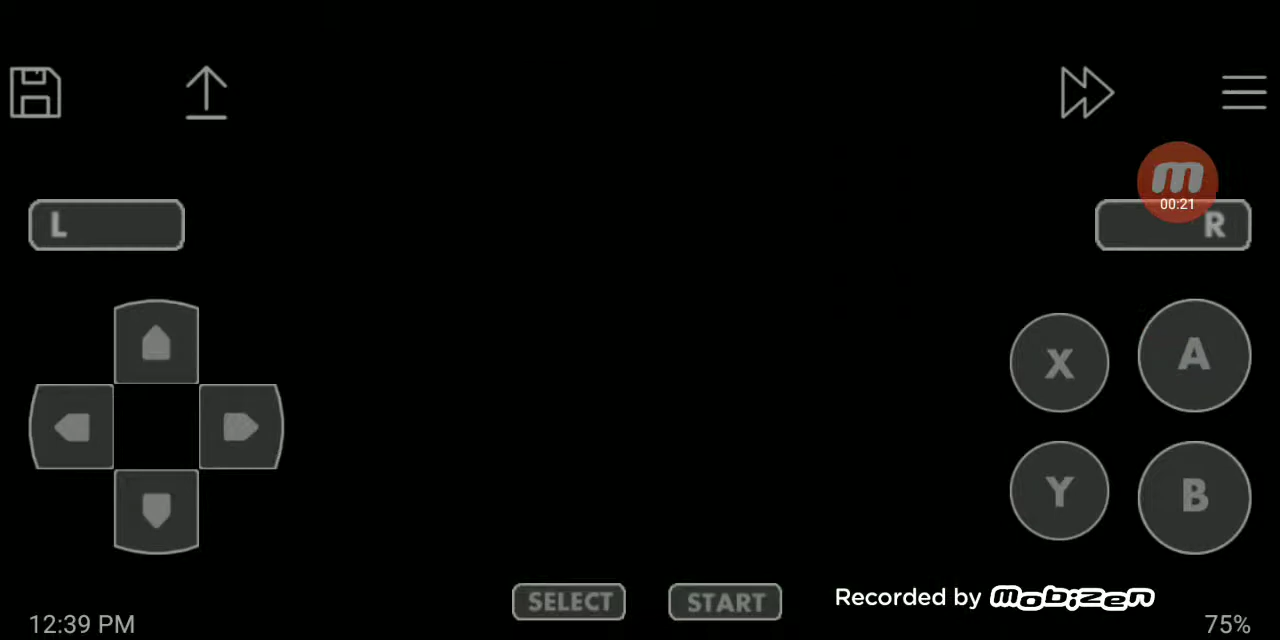 m
00:21
L
R
X
A
Y
B
SELECT
START
Recorded by mobizen
12:39 PM
75%